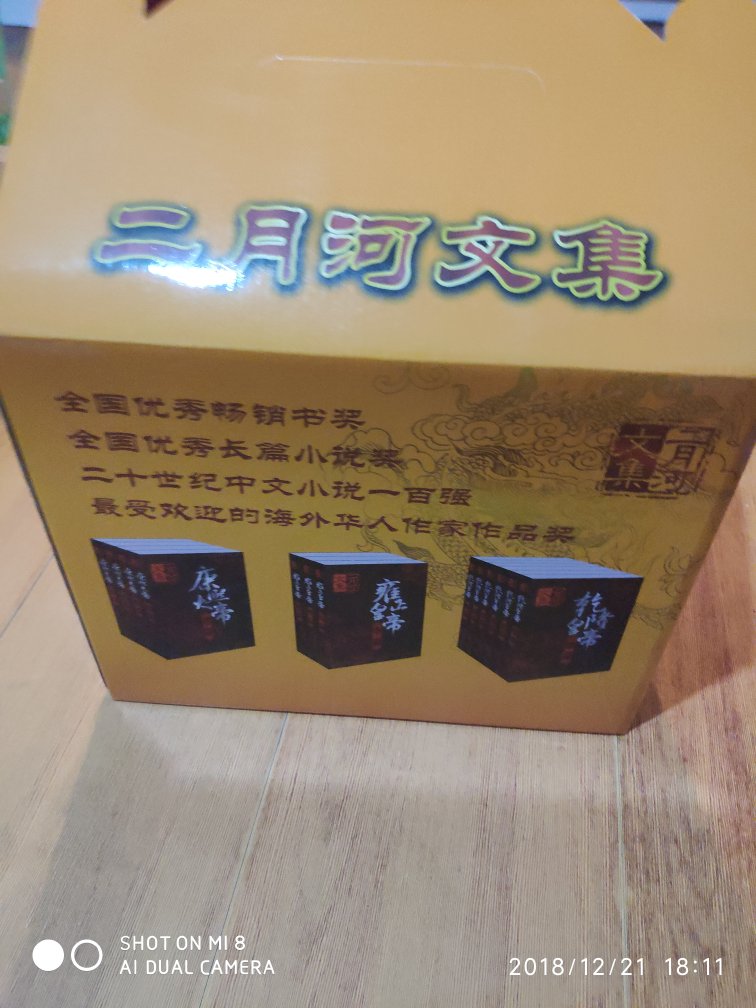 二月河文集
全国优秀畅销书奖
全国优秀长篇小说奖
二十世纪中文小说一百强
最受欢迎的海外华人作家作品奖
二月河
文集
康熙大帝
雍正皇帝
乾隆皇帝
SHOT ON MI 8
AI DUAL CAMERA
2018/12/21 18:11